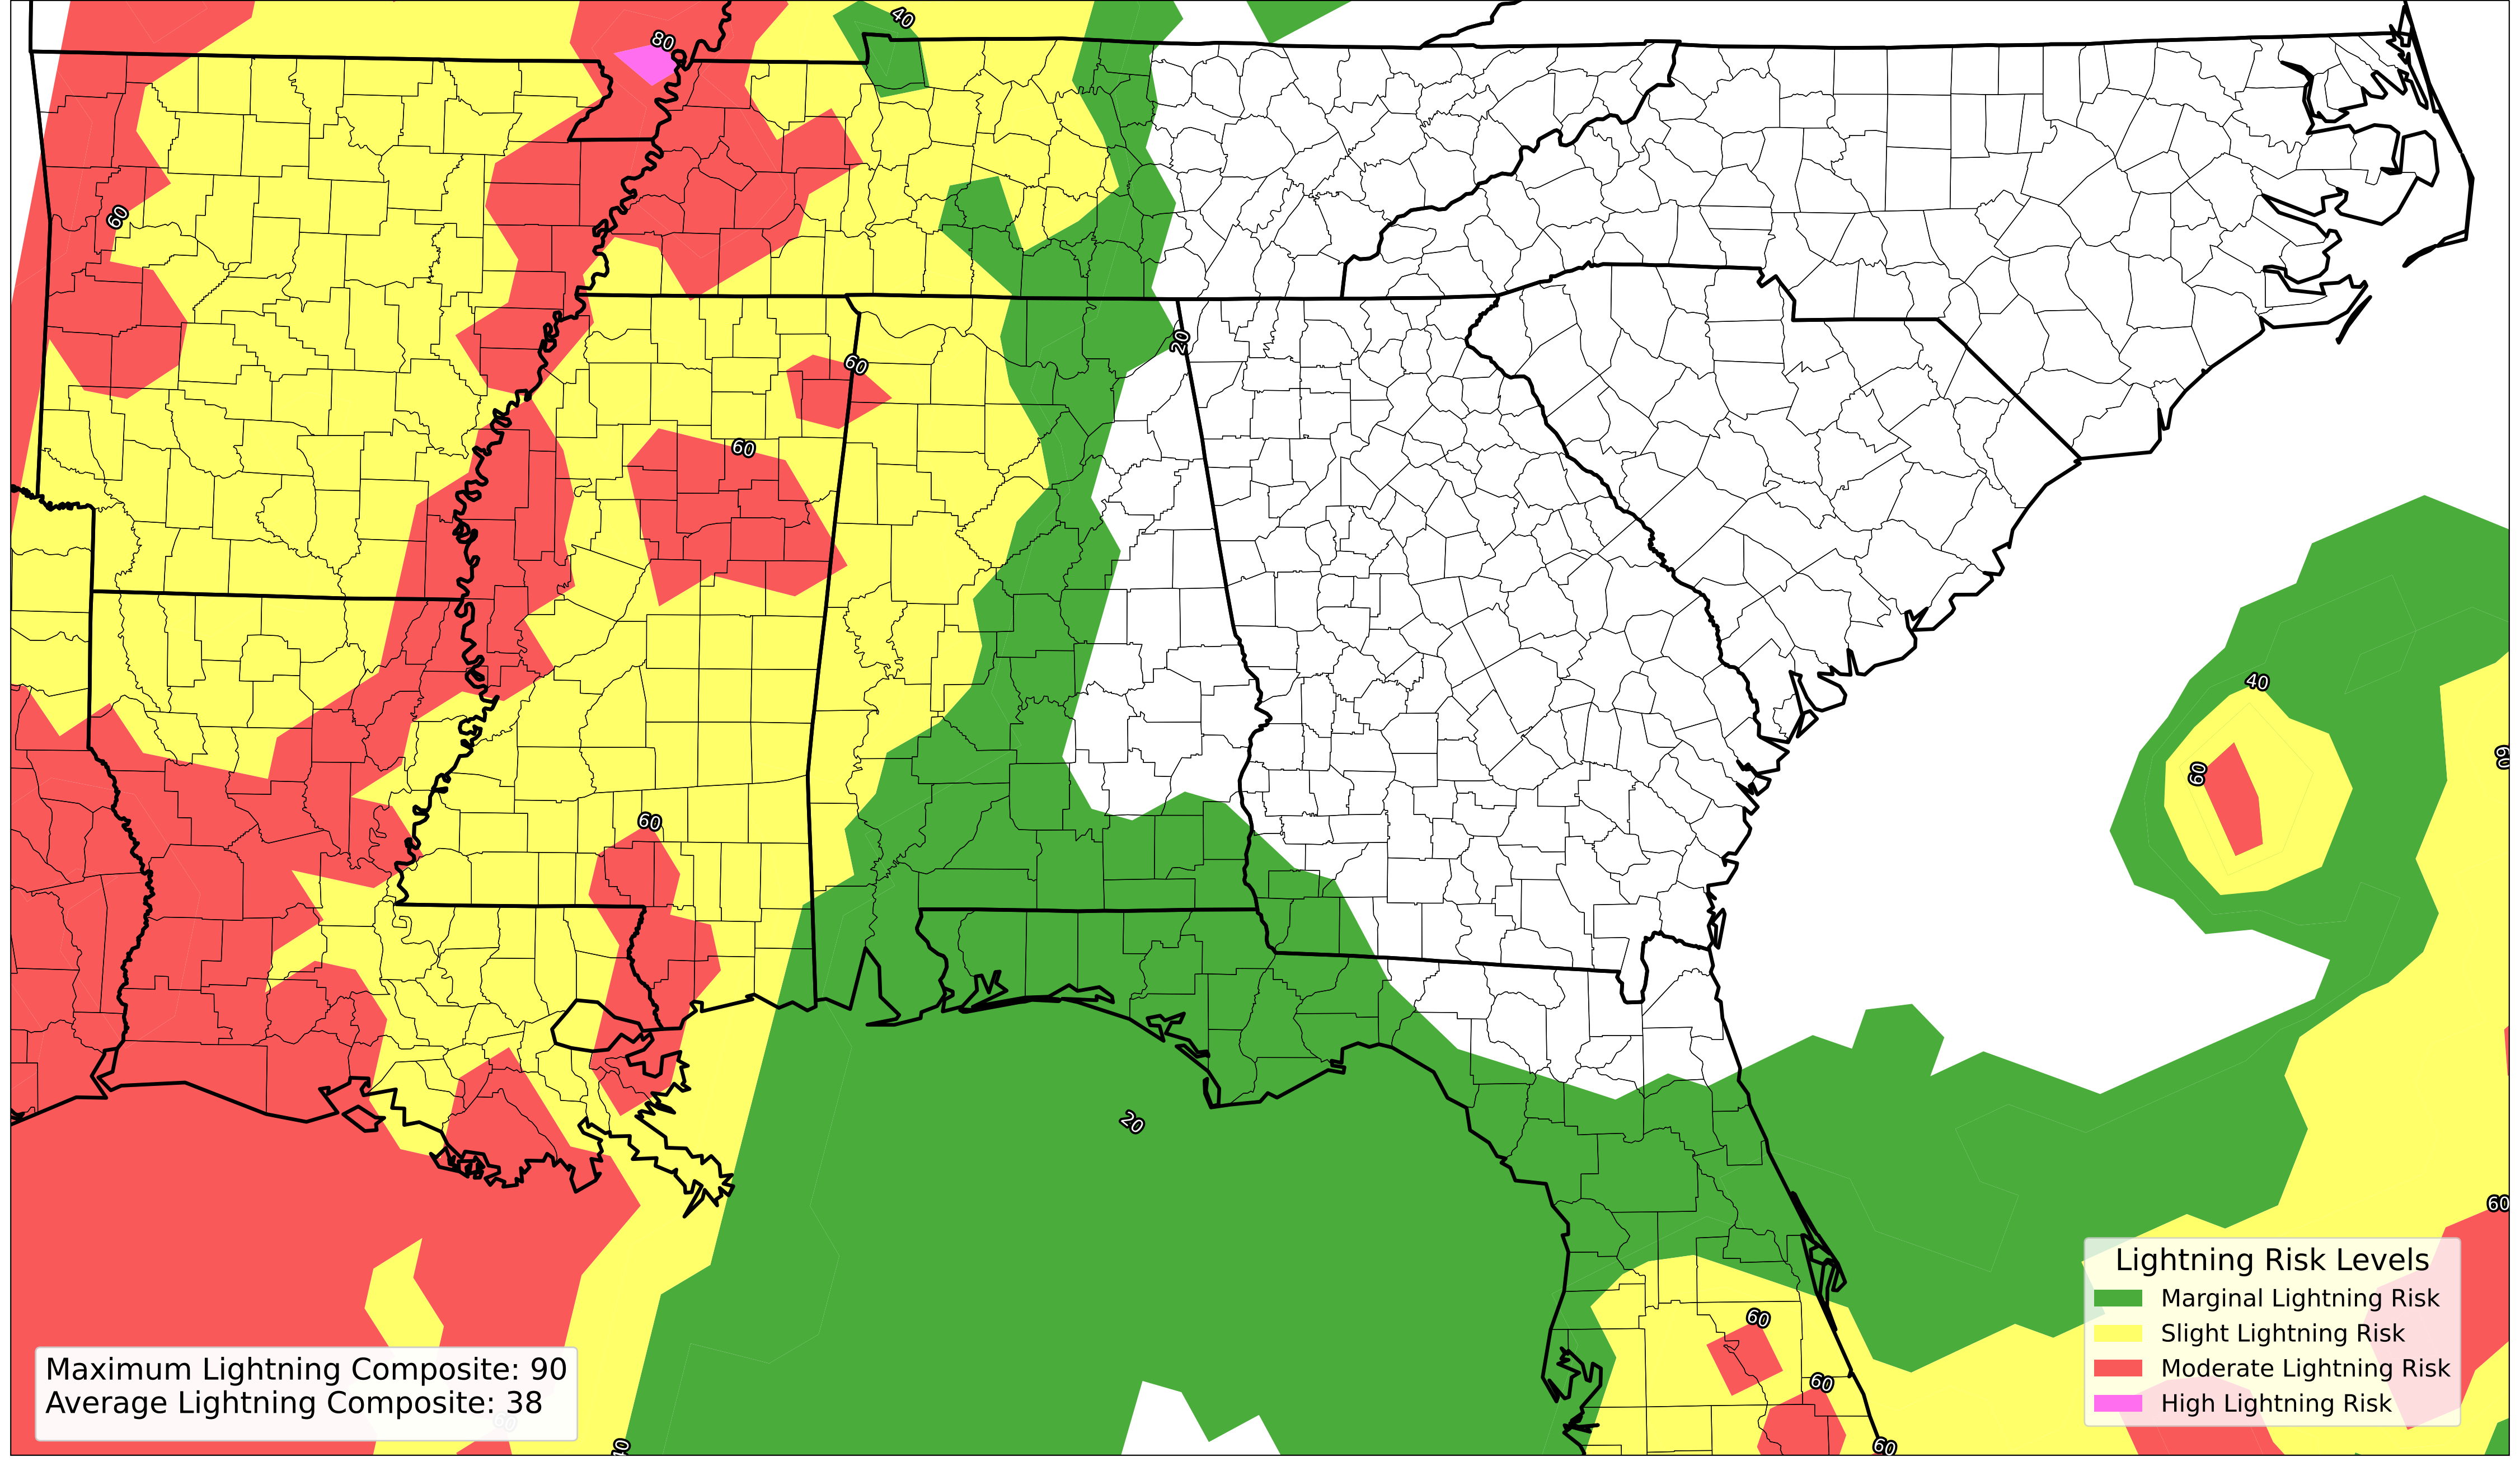 40
80
60
20
60
60
40
60
60
60
20
60
60
60
60
60
40
Lightning Risk Levels
Marginal Lightning Risk
Slight Lightning Risk
Moderate Lightning Risk
High Lightning Risk
Maximum Lightning Composite: 90
Average Lightning Composite: 38